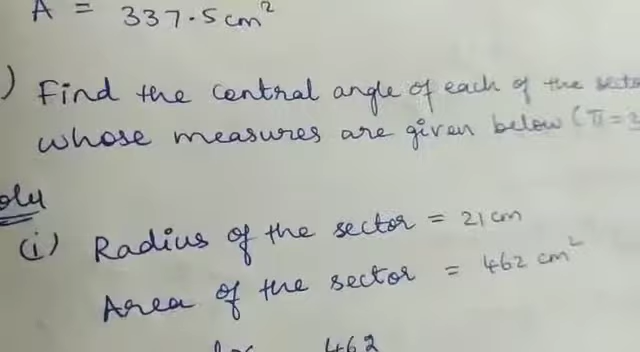 A = 337.5 cm²
) Find the central angle of each of the
whose measures are given below (π =
(i) Radius of the sector = 21 cm
Area of the sector = 462 cm²
462